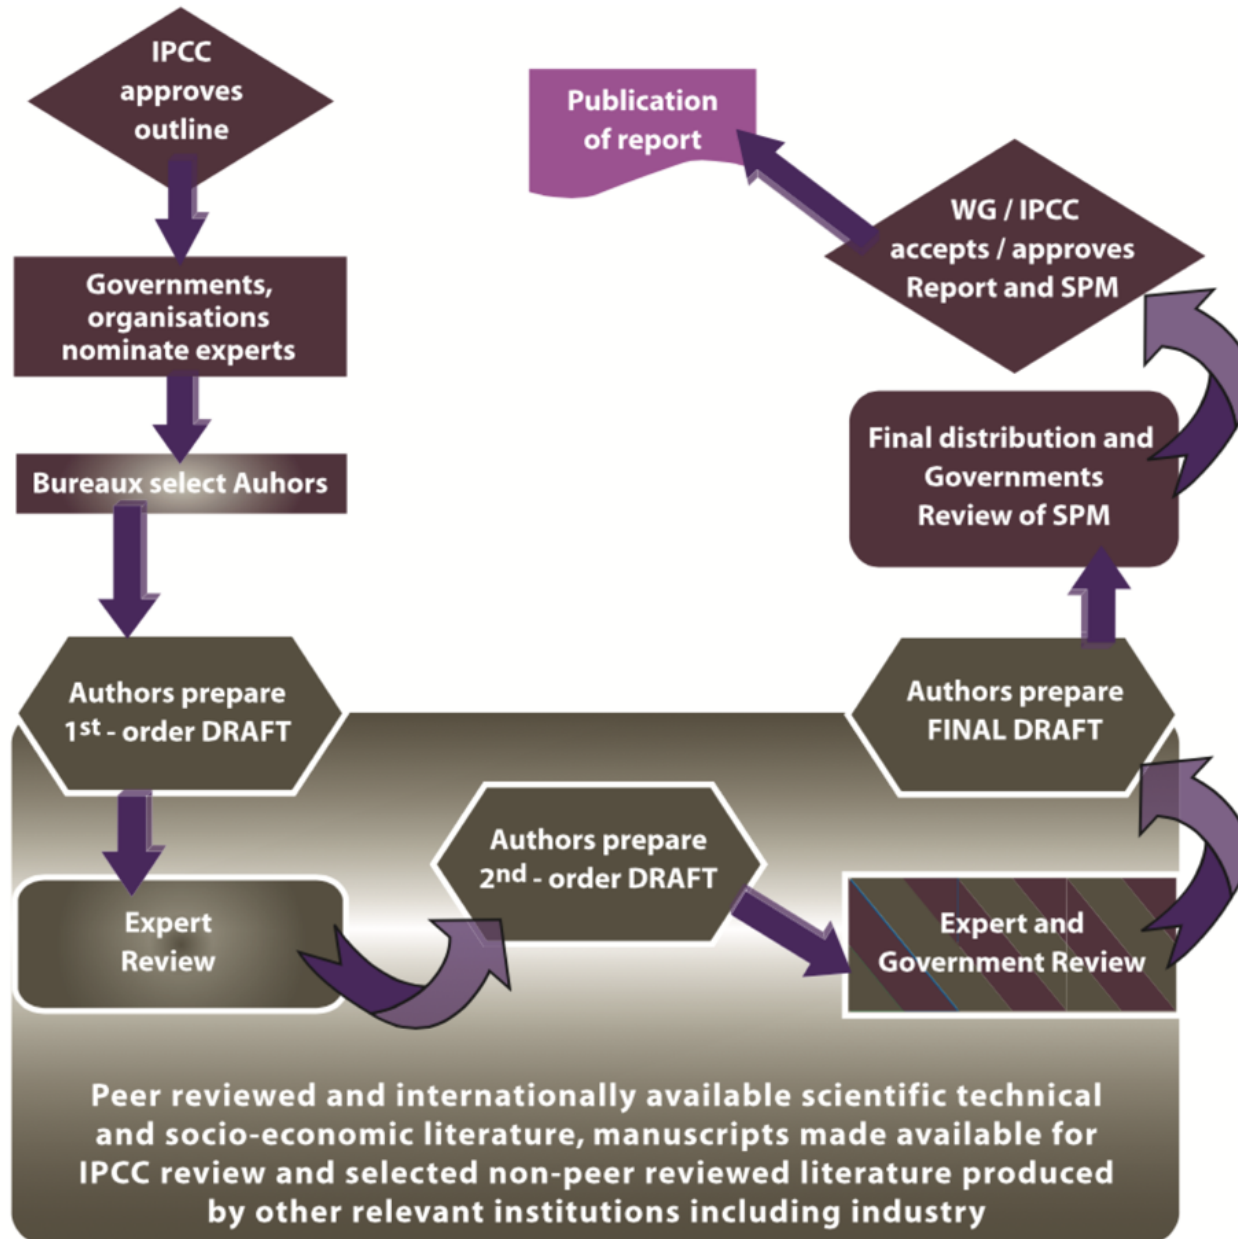 IPCC
approves
outline
Governments,
organisations
nominate experts
Bureaux select Auhors
Authors prepare
1st - order DRAFT
Expert
Review
Authors prepare
2nd - order DRAFT
Expert and
Government Review
Authors prepare
FINAL DRAFT
Final distribution and
Governments
Review of SPM
WG / IPCC
accepts / approves
Report and SPM
Publication
of report
Peer reviewed and internationally available scientific technical
and socio-economic literature, manuscripts made available for
IPCC review and selected non-peer reviewed literature produced
by other relevant institutions including industry